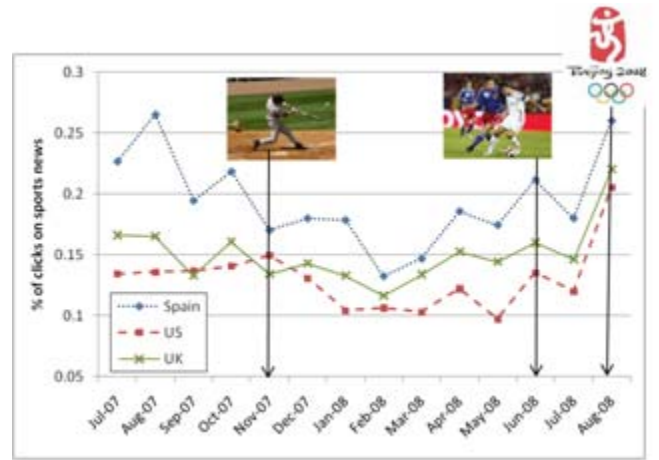 Beijing 2008
0.3
0.25
0.2
0.15
0.1
0.05
% of clicks on sports news
Spain
US
UK
Jul-07
Aug-07
Sep-07
Oct-07
Nov-07
Dec-07
Jan-08
Feb-08
Mar-08
Apr-08
May-08
Jun-08
Jul-08
Aug-08